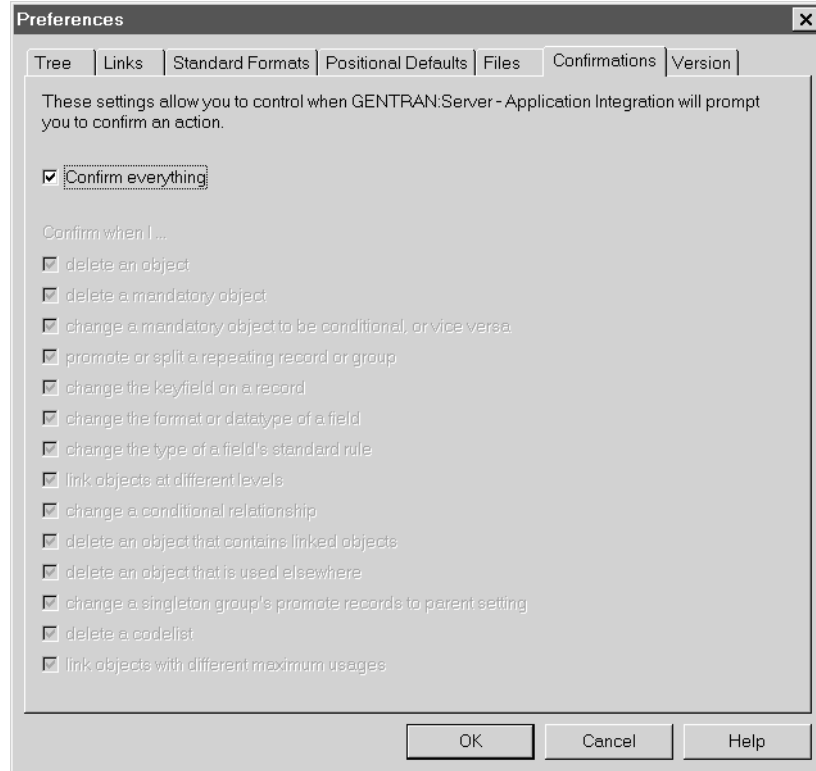 Preferences
Tree Links Standard Formats Positional Defaults Files Confirmations Version
These settings allow you to control when GENTRAN:Server - Application Integration will prompt
you to confirm an action.
Confirm everything
Confirm when I ...
delete an object
delete a mandatory object
change a mandatory object to be conditional, or vice versa
promote or split a repeating record or group
change the keyfield on a record
change the format or datatype of a field
change the type of a field's standard rule
link objects at different levels
change a conditional relationship
delete an object that contains linked objects
delete an object that is used elsewhere
change a singleton group's promote records to parent setting
delete a codelist
link objects with different maximum usages
OK Cancel Help